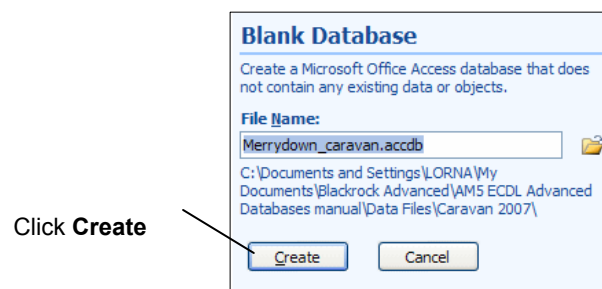 Blank Database
Create a Microsoft Office Access database that does
not contain any existing data or objects.
File Name:
Merrydown_caravan.accdb
C:\Documents and Settings\LORNA\My
Documents\Blackrock Advanced\AM5 ECDL Advanced
Databases manual\Data Files\Caravan 2007\
Click Create
Create Cancel